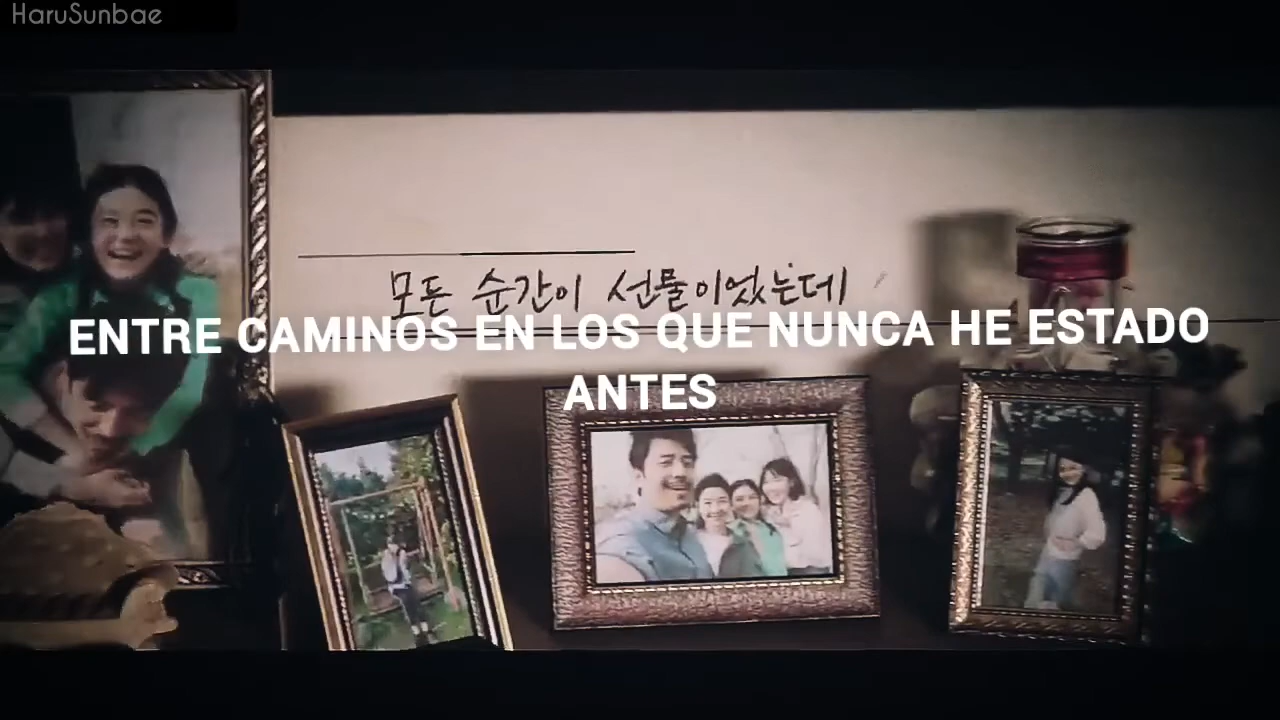 HaruSunbae
모든 순간이 선물이었는데
ENTRE CAMINOS EN LOS QUE NUNCA HE ESTADO
ANTES